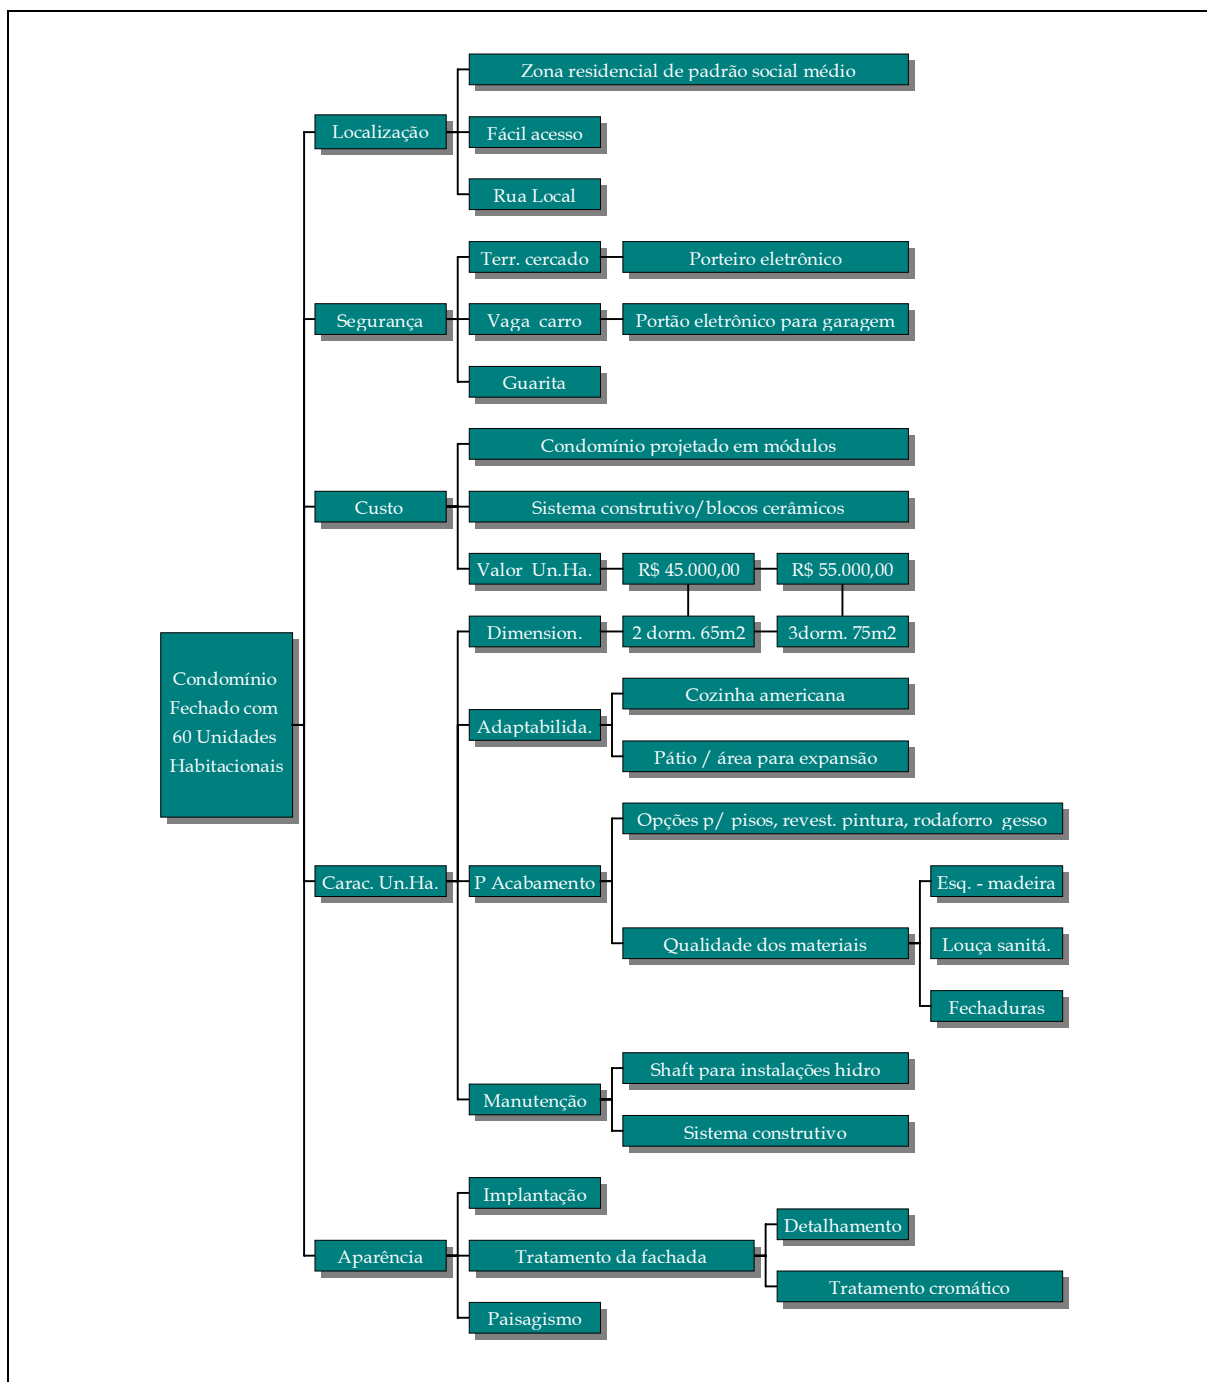 Zona residencial de padrão social médio
Localização
Fácil acesso
Rua Local
Terr. cercado
Porteiro eletrônico
Segurança
Vaga carro
Portão eletrônico para garagem
Guarita
Condomínio projetado em módulos
Custo
Sistema construtivo/blocos cerâmicos
Valor Un.Ha.
R$ 45.000,00
R$ 55.000,00
Dimension.
2 dorm. 65m2
3dorm. 75m2
Condomínio
Fechado com
60 Unidades
Habitacionais
Cozinha americana
Adaptabilida.
Pátio / área para expansão
Opções p/ pisos, revest. pintura, rodaforro gesso
Carac. Un.Ha.
P Acabamento
Esq. - madeira
Qualidade dos materiais
Louça sanitá.
Fechaduras
Shaft para instalações hidro
Manutenção
Sistema construtivo
Implantação
Detalhamento
Aparência
Tratamento da fachada
Tratamento cromático
Paisagismo